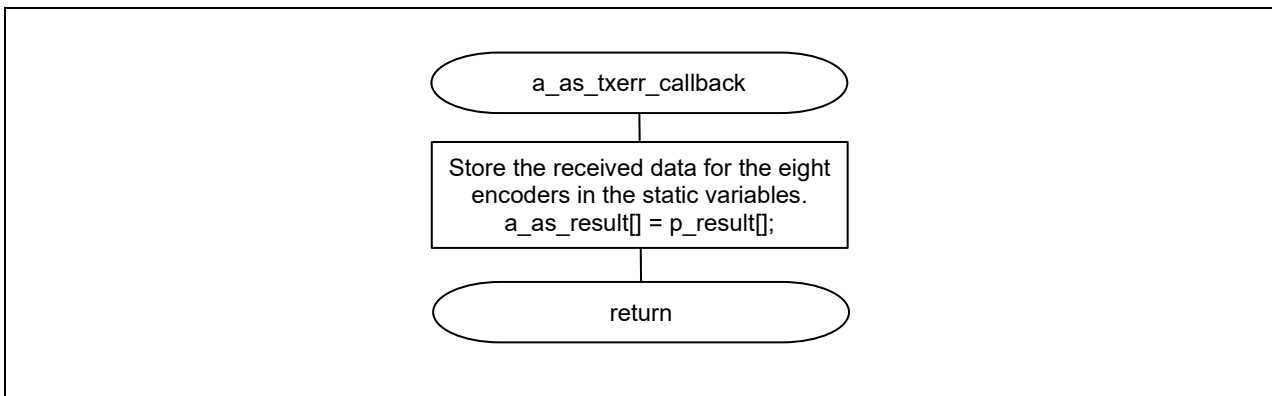 a_as_txerr_callback
Store the received data for the eight
encoders in the static variables.
a_as_result[] = p_result[];
return